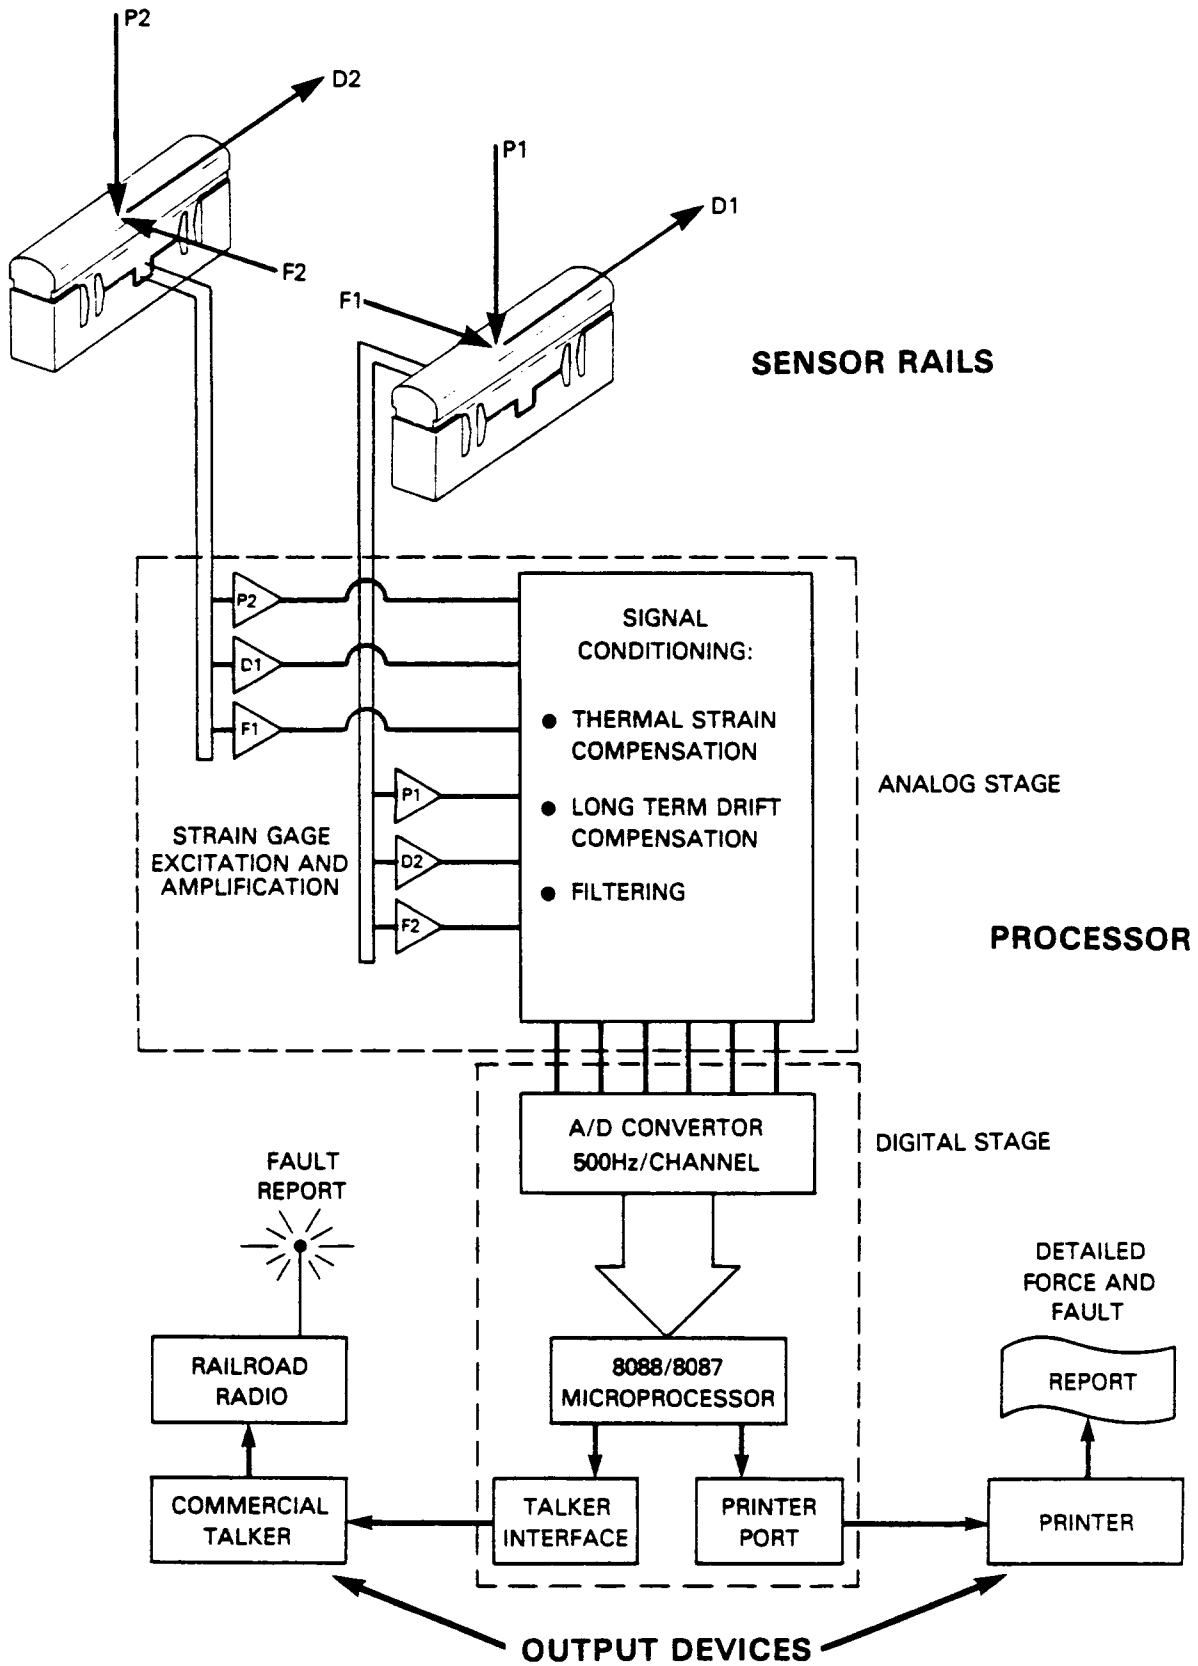 P2
D2
P1
D1
F2
F1
SENSOR RAILS
P2
D1
F1
P1
D2
F2
STRAIN GAGE
EXCITATION AND
AMPLIFICATION
SIGNAL
CONDITIONING:
● THERMAL STRAIN
COMPENSATION
● LONG TERM DRIFT
COMPENSATION
● FILTERING
ANALOG STAGE
PROCESSOR
A/D CONVERTOR
500Hz/CHANNEL
DIGITAL STAGE
FAULT
REPORT
DETAILED
FORCE AND
FAULT
REPORT
RAILROAD
RADIO
8088/8087
MICROPROCESSOR
COMMERCIAL
TALKER
TALKER
INTERFACE
PRINTER
PORT
PRINTER
OUTPUT DEVICES